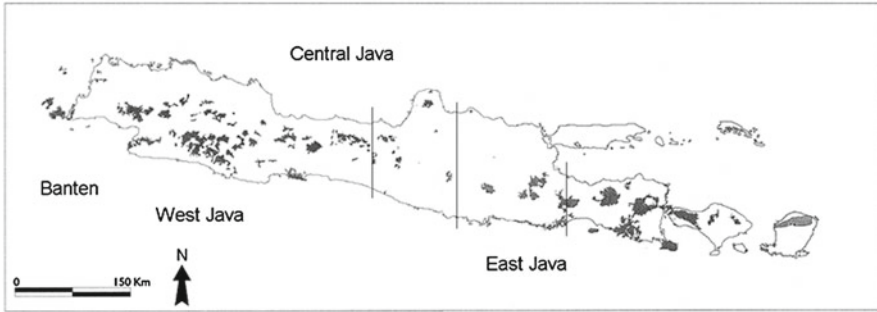 Central Java
Banten
West Java
East Java
N
0 150 Km